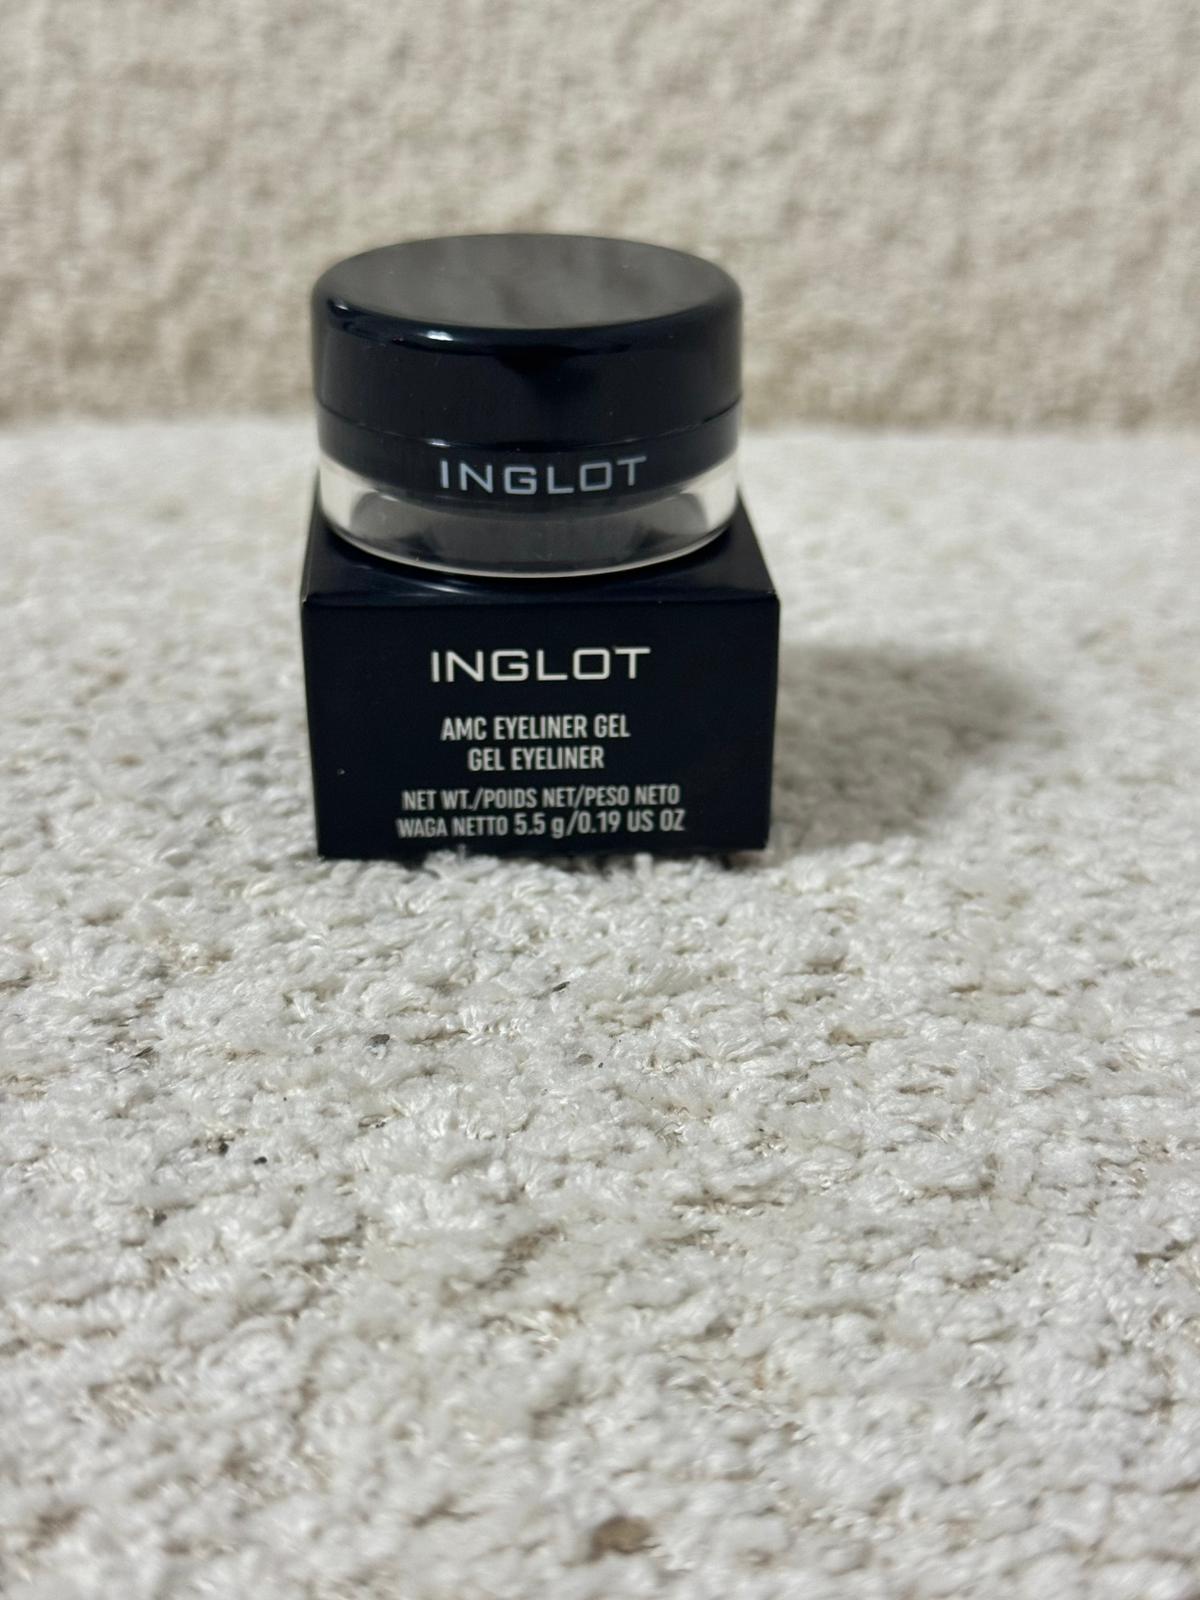 INGLOT
INGLOT
AMC EYELINER GEL
GEL EYELINER
NET WT./POIDS NET/PESO NETO
WAGA NETTO 5.5 g/0.19 US OZ